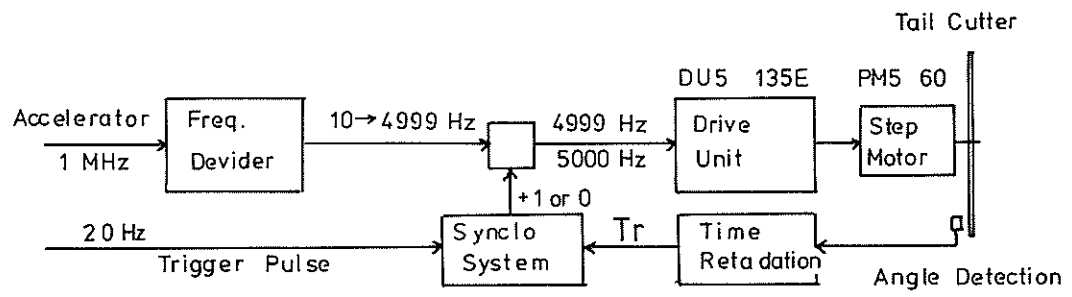 Tail Cutter
DU5 135E
PM5 60
Accelerator
1 MHz
Freq.
Devider
10→4999 Hz
4999 Hz
5000 Hz
Drive
Unit
Step
Motor
+1 or 0
20 Hz
Trigger Pulse
Synclo
System
Tr
Time
Retadation
Angle Detection